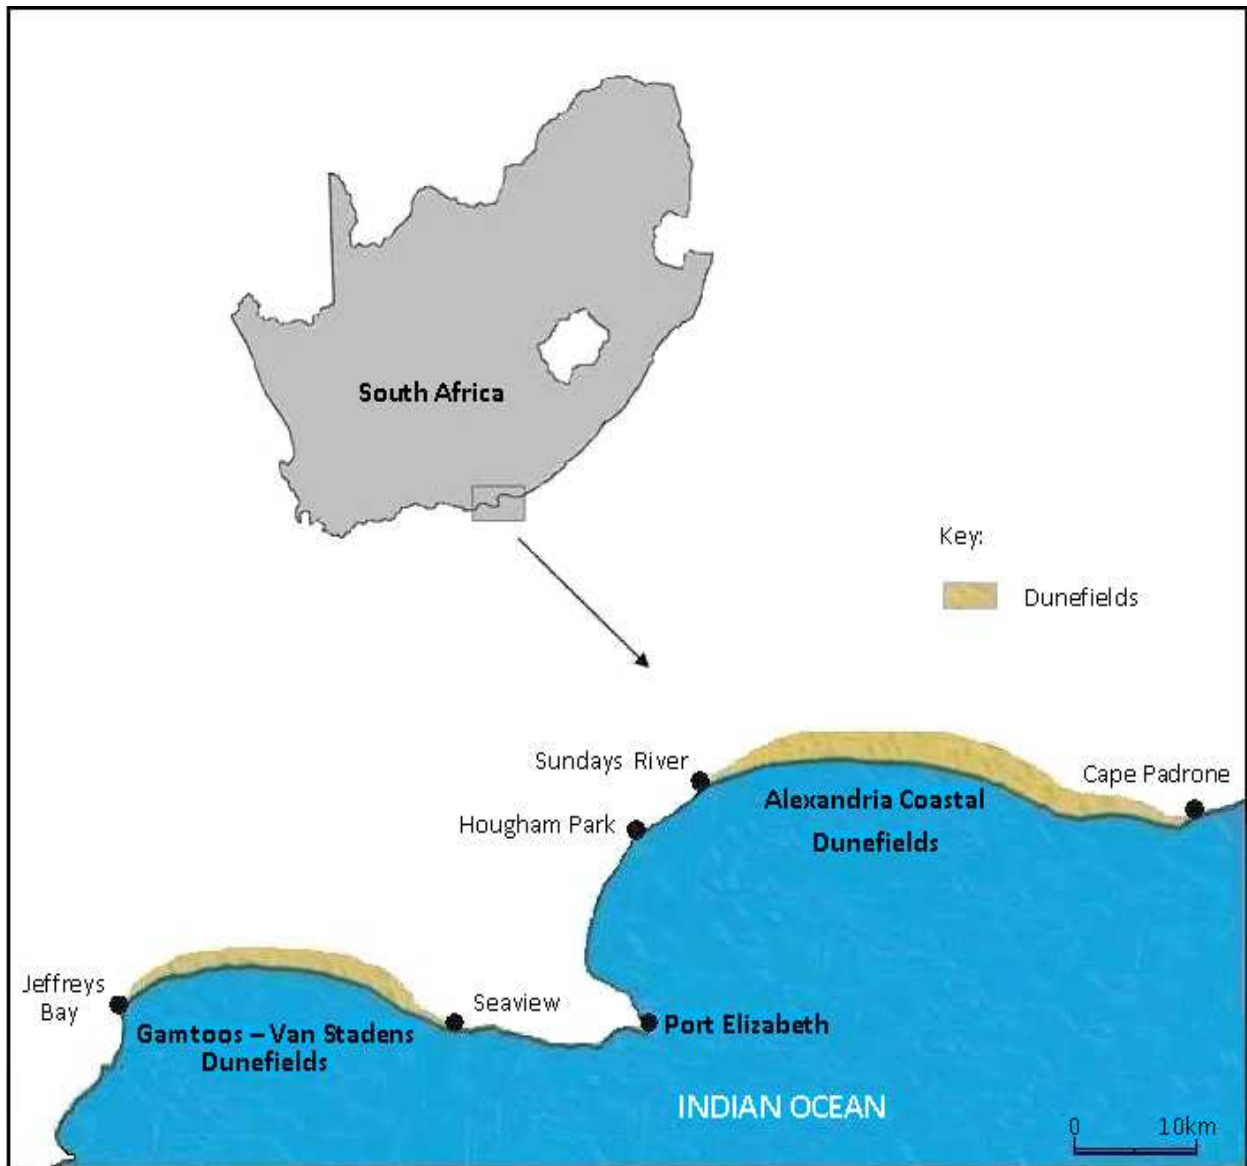 South Africa
Key:
Dunefields
Sundays River
Cape Padrone
Alexandria Coastal
Dunefields
Hougham Park
Jeffreys
Bay
Seaview
Gamtoos – Van Stadens
Dunefields
Port Elizabeth
INDIAN OCEAN
0 10km